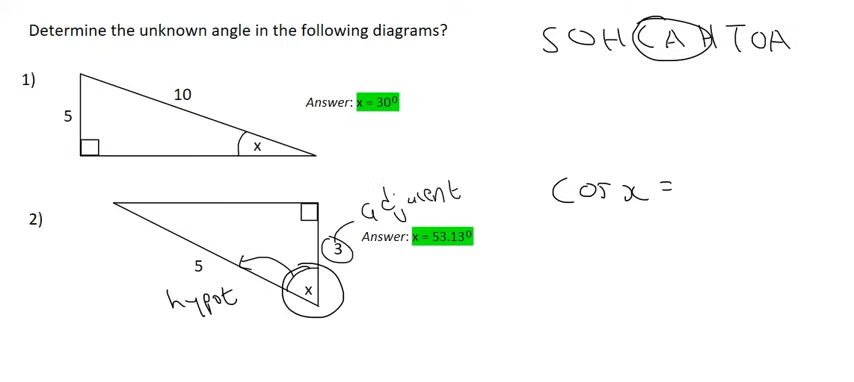 Determine the unknown angle in the following diagrams?
SOHCAHTOA
1)
10
5
x
Answer: x = 30⁰
cos x =
adjacent
2)
3
Answer: x = 53.13⁰
5
x
hypot